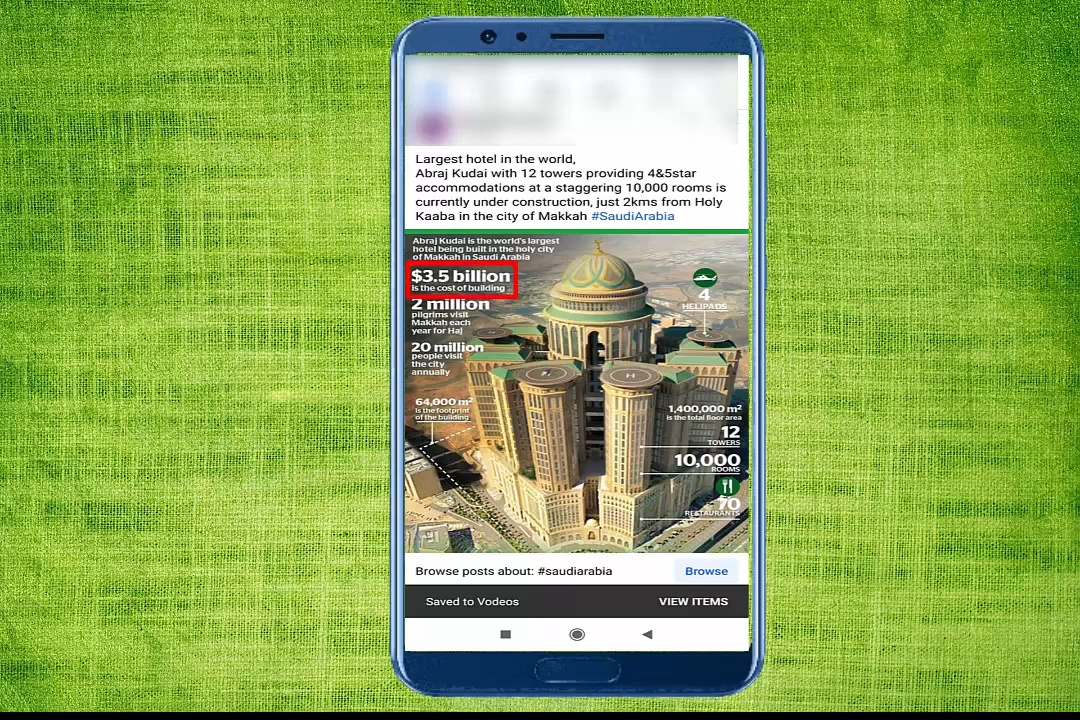 Largest hotel in the world,
Abraj Kudai with 12 towers providing 4&5star
accommodations at a staggering 10,000 rooms is
currently under construction, just 2kms from Holy
Kaaba in the city of Makkah #SaudiArabia
Abraj Kudai is the world's largest
hotel being built in the holy city
of Makkah in Saudi Arabia
$3.5 billion
is the cost of building
2 million
pilgrims visit
Makkah each
year for Haj
20 million
people visit
the city
annually
64,000 m²
is the footprint
of the building
4
HELIPADS
H
1,400,000 m²
is the total floor area
12
TOWERS
10,000
ROOMS
70
RESTAURANTS
Browse posts about: #saudiarabia
Browse
Saved to Vodeos
VIEW ITEMS